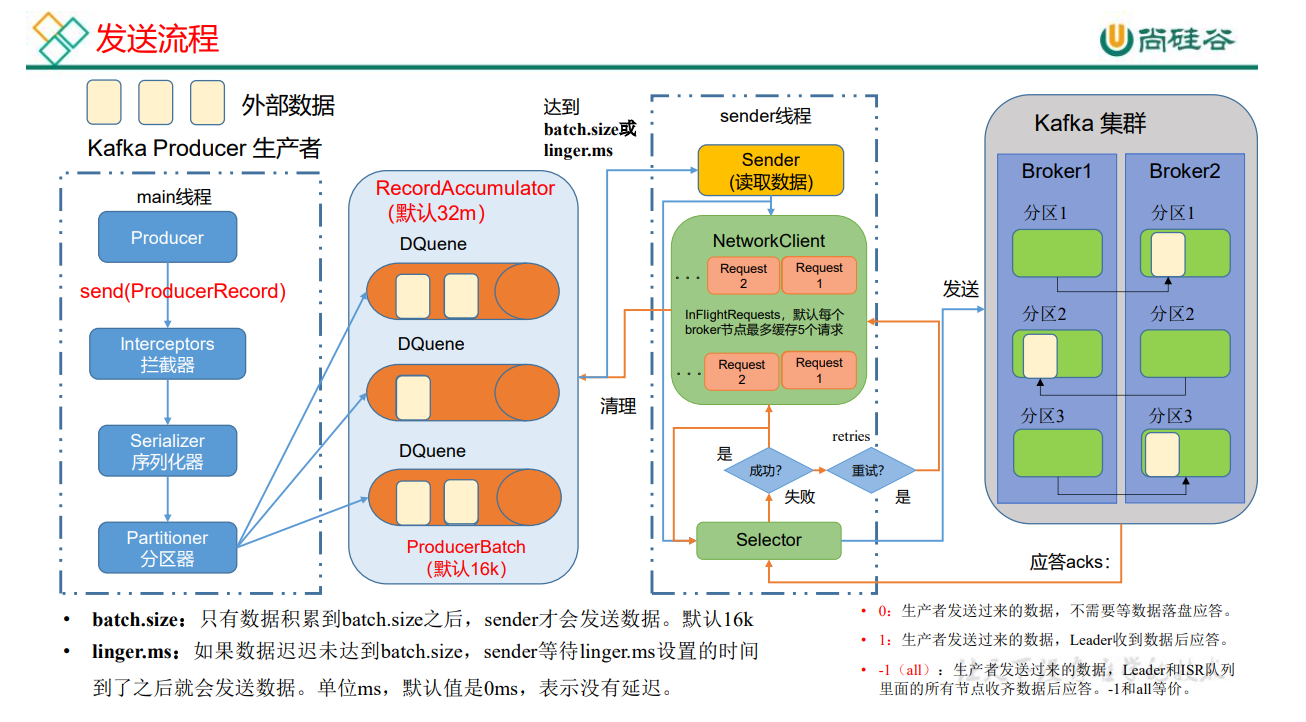 发送流程
尚硅谷
外部数据
Kafka Producer 生产者
main线程
Producer
send(ProducerRecord)
Interceptors
拦截器
Serializer
序列化器
Partitioner
分区器
RecordAccumulator
(默认32m)
DQuene
DQuene
DQuene
ProducerBatch
(默认16k)
达到
batch.size或
linger.ms
清理
sender线程
Sender
(读取数据)
NetworkClient
...
Request
2
Request
1
InFlightRequests，默认每个
broker节点最多缓存5个请求
...
Request
2
Request
1
retries
是
成功？
失败
重试？
是
Selector
发送
Kafka 集群
Broker1
Broker2
分区1
分区1
分区2
分区2
分区3
分区3
应答acks：
• batch.size：只有数据积累到batch.size之后，sender才会发送数据。默认16k
• linger.ms：如果数据迟迟未达到batch.size，sender等待linger.ms设置的时间
到了之后就会发送数据。单位ms，默认值是0ms，表示没有延迟。
• 0：生产者发送过来的数据，不需要等数据落盘应答。
• 1：生产者发送过来的数据，Leader收到数据后应答。
• -1（all）：生产者发送过来的数据，Leader和ISR队列
里面的所有节点收齐数据后应答。-1和all等价。